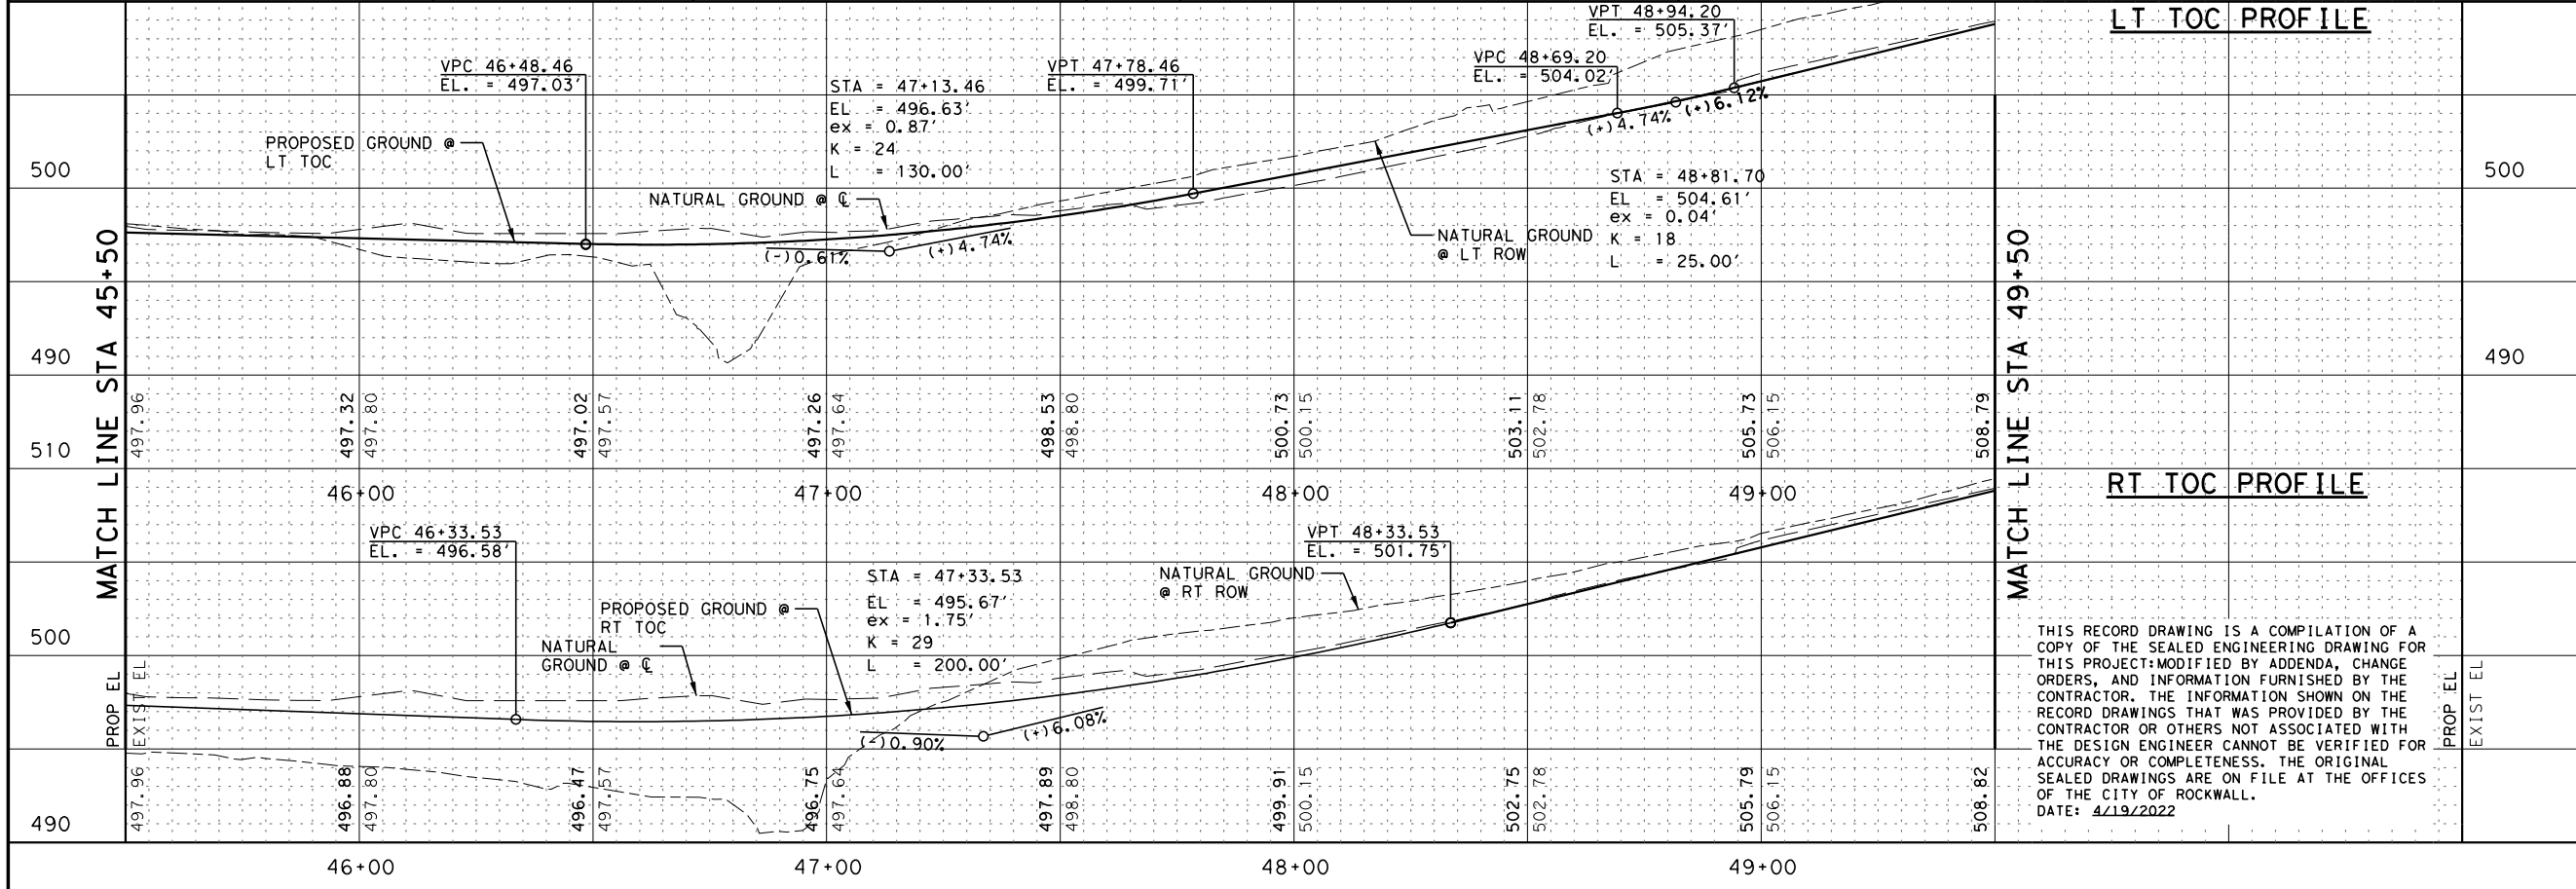 LT TOC PROFILE
VPT 48+94.20
EL. = 505.37'
VPC 48+69.20
EL. = 504.02'
VPC 46+48.46
EL. = 497.03'
VPT 47+78.46
EL. = 499.71'
STA = 47+13.46
EL = 496.63'
ex = 0.87'
K = 24
L = 130.00'
PROPOSED GROUND @
LT TOC
NATURAL GROUND @ ℄
(-)0.61%
(+)4.74%
(+)4.74%
(+)6.12%
STA = 48+81.70
EL = 504.61'
ex = 0.04'
K = 18
L = 25.00'
NATURAL GROUND
@ LT ROW
500
500
490
490
MATCH LINE STA 45+50
MATCH LINE STA 49+50
497.96
497.32
497.80
497.02
497.57
497.26
497.64
498.53
498.80
500.73
500.15
503.11
502.78
505.73
506.15
508.79
510
46+00
47+00
48+00
49+00
RT TOC PROFILE
VPC 46+33.53
EL. = 496.58'
VPT 48+33.53
EL. = 501.75'
STA = 47+33.53
EL = 495.67'
ex = 1.75'
K = 29
L = 200.00'
NATURAL GROUND
@ RT ROW
PROPOSED GROUND @
RT TOC
NATURAL
GROUND @ ℄
(-)0.90%
(+)6.08%
500
490
PROP EL
EXIST EL
PROP EL
EXIST EL
497.96
496.88
497.80
496.47
497.57
496.75
497.64
497.89
498.80
499.91
500.15
502.75
502.78
505.79
506.15
508.82
THIS RECORD DRAWING IS A COMPILATION OF A
COPY OF THE SEALED ENGINEERING DRAWING FOR
THIS PROJECT:MODIFIED BY ADDENDA, CHANGE
ORDERS, AND INFORMATION FURNISHED BY THE
CONTRACTOR. THE INFORMATION SHOWN ON THE
RECORD DRAWINGS THAT WAS PROVIDED BY THE
CONTRACTOR OR OTHERS NOT ASSOCIATED WITH
THE DESIGN ENGINEER CANNOT BE VERIFIED FOR
ACCURACY OR COMPLETENESS. THE ORIGINAL
SEALED DRAWINGS ARE ON FILE AT THE OFFICES
OF THE CITY OF ROCKWALL.
DATE: 4/19/2022
46+00
47+00
48+00
49+00